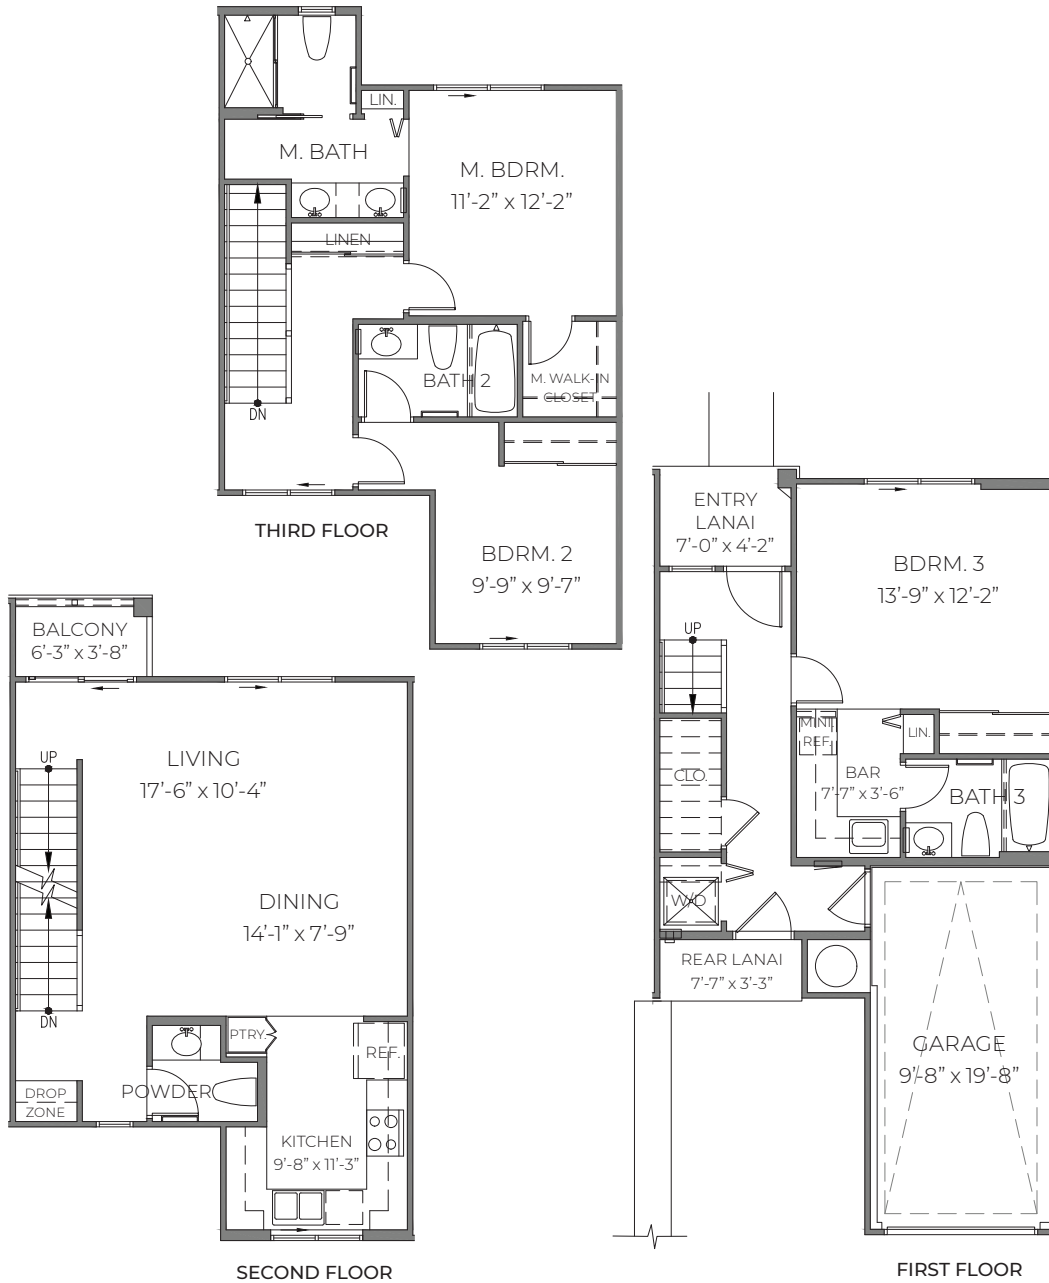 LIN.
M. BATH
M. BDRM.
11’-2” x 12’-2”
LINEN
BATH 2
M. WALK-IN
CLOSET
DN
BDRM. 2
9’-9” x 9’-7”
THIRD FLOOR
BALCONY
6’-3” x 3’-8”
LIVING
17’-6” x 10’-4”
UP
DINING
14’-1” x 7’-9”
DN
PTRY.
REF.
POWDER
DROP
ZONE
KITCHEN
9’-8” x 11’-3”
SECOND FLOOR
ENTRY
LANAI
7’-0” x 4’-2”
BDRM. 3
13’-9” x 12’-2”
UP
MINI
REF.
LIN.
CLO.
BAR
7’-7” x 3’-6”
BATH 3
W/D
REAR LANAI
7’-7” x 3’-3”
GARAGE
9’-8” x 19’-8”
FIRST FLOOR